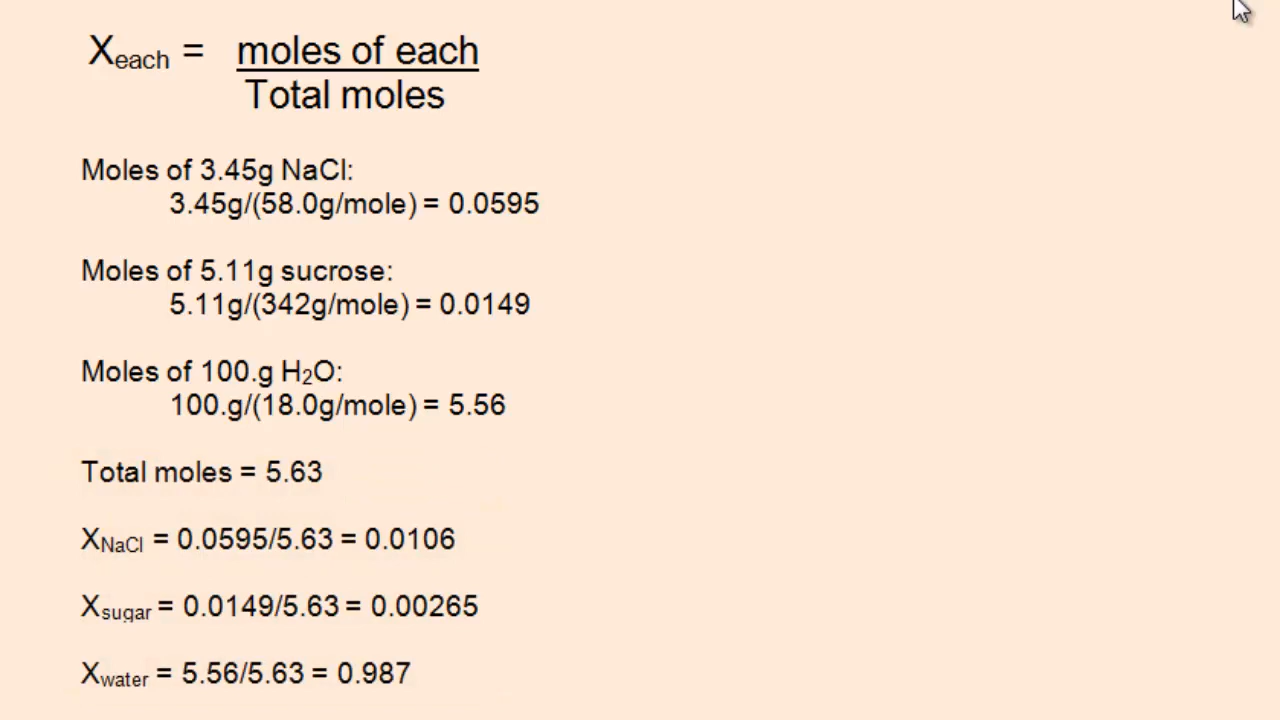 Xeach = moles of each
Total moles
Moles of 3.45g NaCl:
3.45g/(58.0g/mole) = 0.0595
Moles of 5.11g sucrose:
5.11g/(342g/mole) = 0.0149
Moles of 100.g H₂O:
100.g/(18.0g/mole) = 5.56
Total moles = 5.63
XNaCl = 0.0595/5.63 = 0.0106
Xsugar = 0.0149/5.63 = 0.00265
Xwater = 5.56/5.63 = 0.987